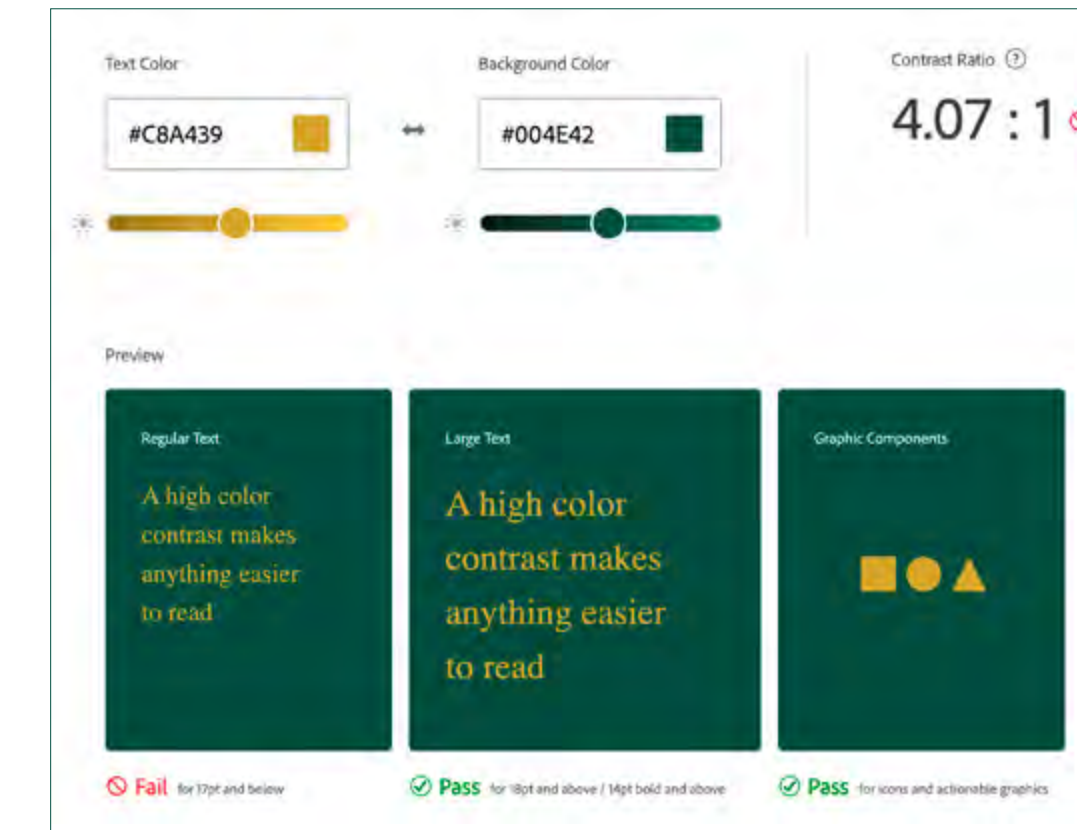 Text Color
Background Color
Contrast Ratio ?
#C8A439
#004E42
4.07 : 1
Preview
Regular Text
Large Text
Graphic Components
A high color
contrast makes
anything easier
to read
A high color
contrast makes
anything easier
to read
Fail for 17pt and below
Pass for 18pt and above / 14pt bold and above
Pass for icons and actionable graphics